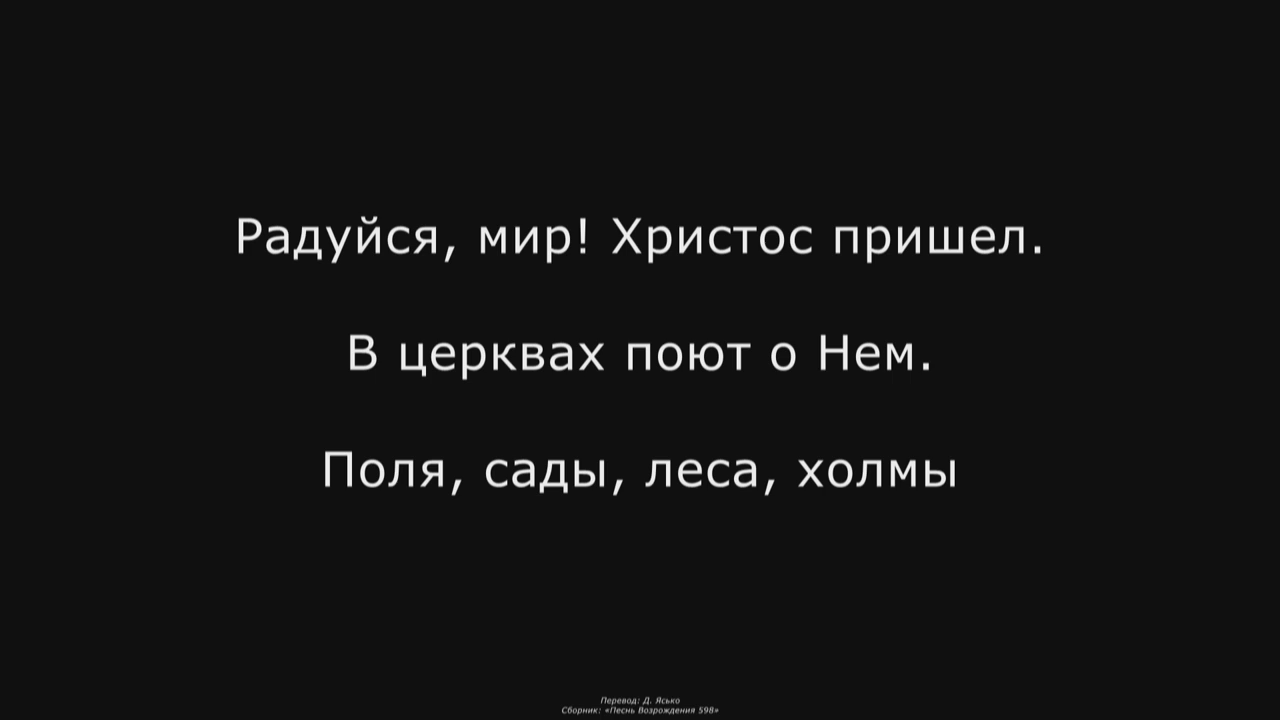 Радуйся, мир! Христос пришел.
В церквах поют о Нем.
Поля, сады, леса, холмы
Перевод: Д. Ясько
Сборник: «Песнь Возрождения 598»